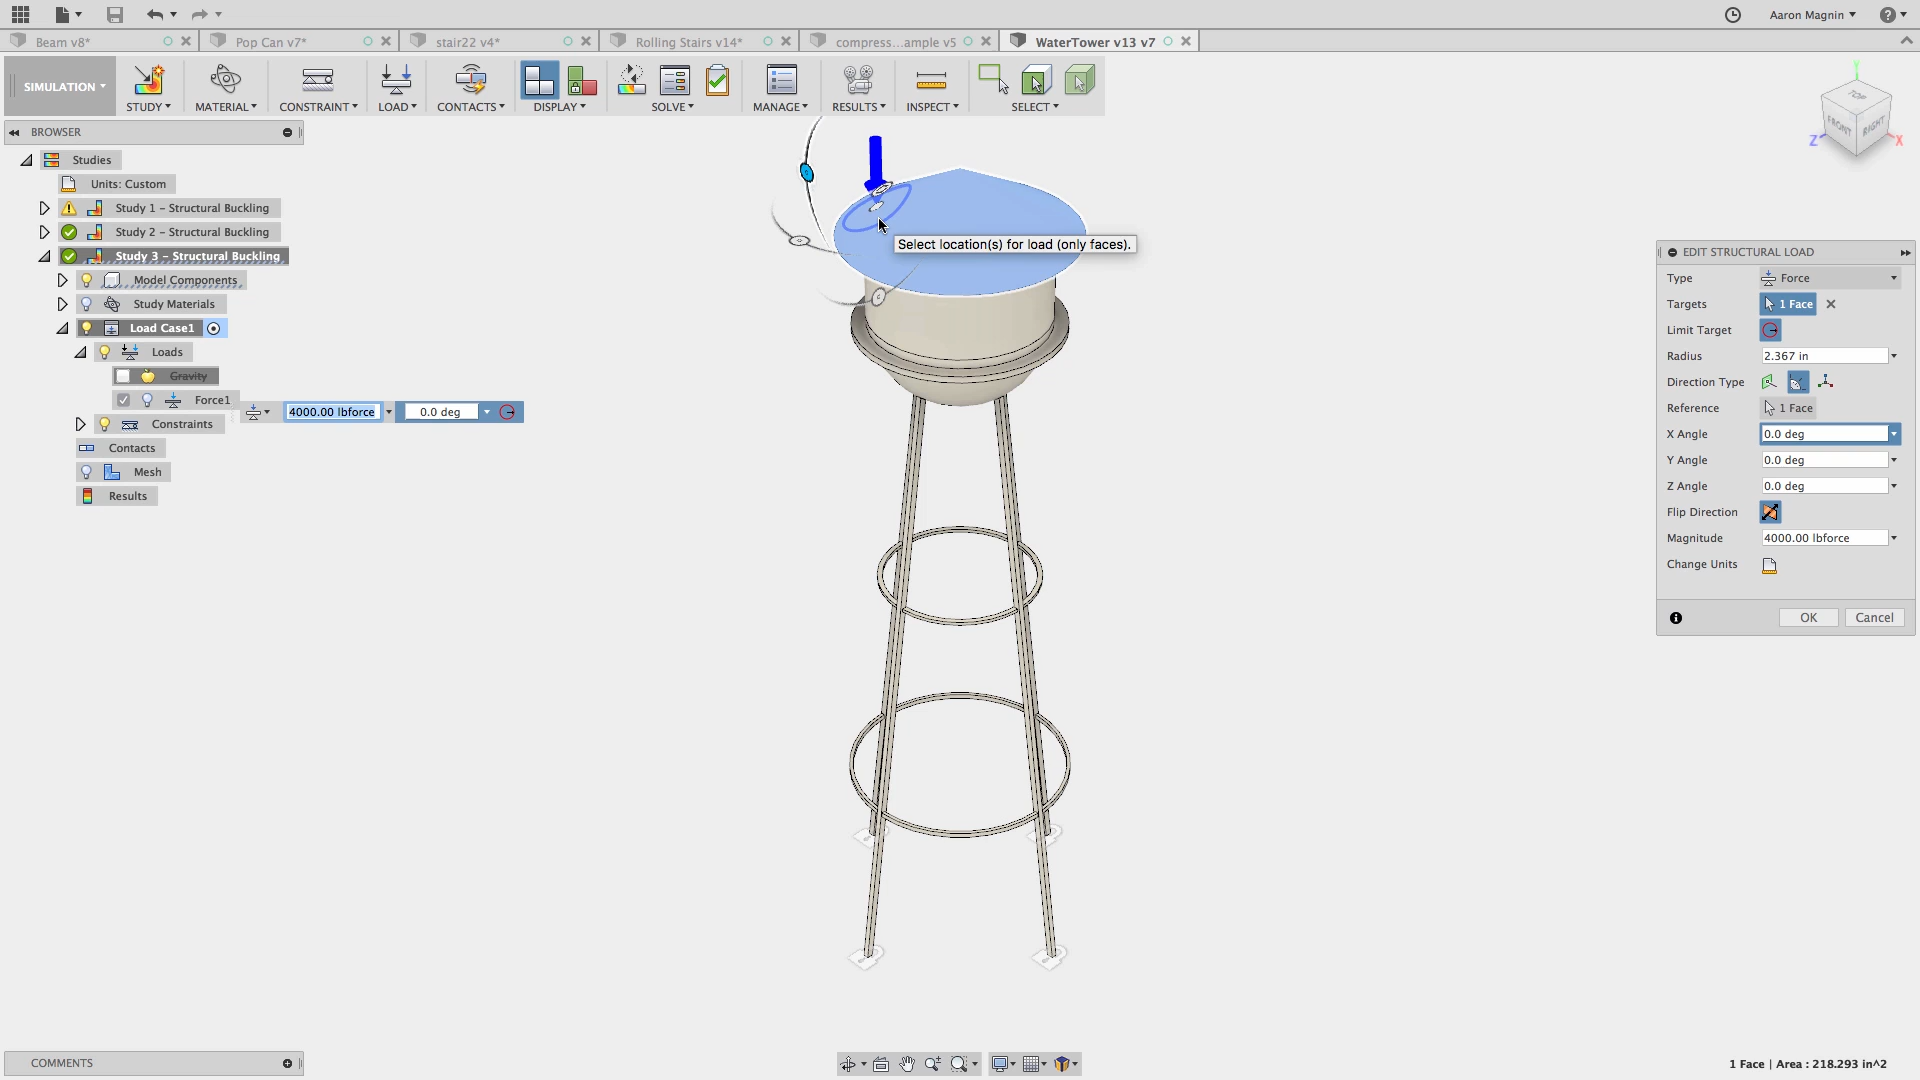 Aaron Magnin
Beam v8*
Pop Can v7*
stair22 v4*
Rolling Stairs v14*
compress...ample v5
WaterTower v13 v7
SIMULATION
STUDY
MATERIAL
CONSTRAINT
LOAD
CONTACTS
DISPLAY
SOLVE
MANAGE
RESULTS
INSPECT
SELECT
Y
TOP
FRONT
RIGHT
Z
X
BROWSER
Studies
Units: Custom
Study 1 - Structural Buckling
Study 2 - Structural Buckling
Study 3 - Structural Buckling
Model Components
Study Materials
Load Case1
Loads
Gravity
Force1
4000.00 lbforce
0.0 deg
Constraints
Contacts
Mesh
Results
Select location(s) for load (only faces).
EDIT STRUCTURAL LOAD
Type Force
Targets 1 Face
Limit Target
Radius 2.367 in
Direction Type
Reference 1 Face
X Angle 0.0 deg
Y Angle 0.0 deg
Z Angle 0.0 deg
Flip Direction
Magnitude 4000.00 lbforce
Change Units
OK Cancel
COMMENTS
1 Face | Area : 218.293 in^2